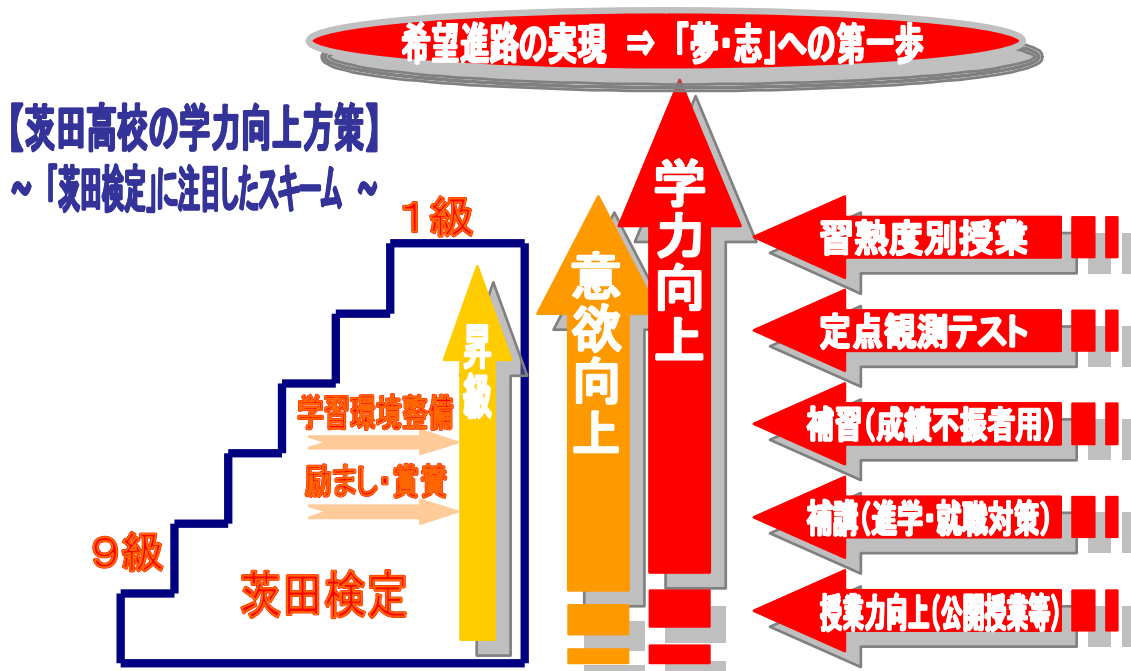 希望進路の実現 ⇒ 「夢・志」への第一歩
【茨田高校の学力向上方策】
~ 「茨田検定」に注目したスキーム ~
1級
9級
茨田検定
学習環境整備
励まし・賞賛
昇級
意欲向上
学力向上
習熟度別授業
定点観測テスト
補習(成績不振者用)
補講(進学・就職対策)
授業力向上(公開授業等)